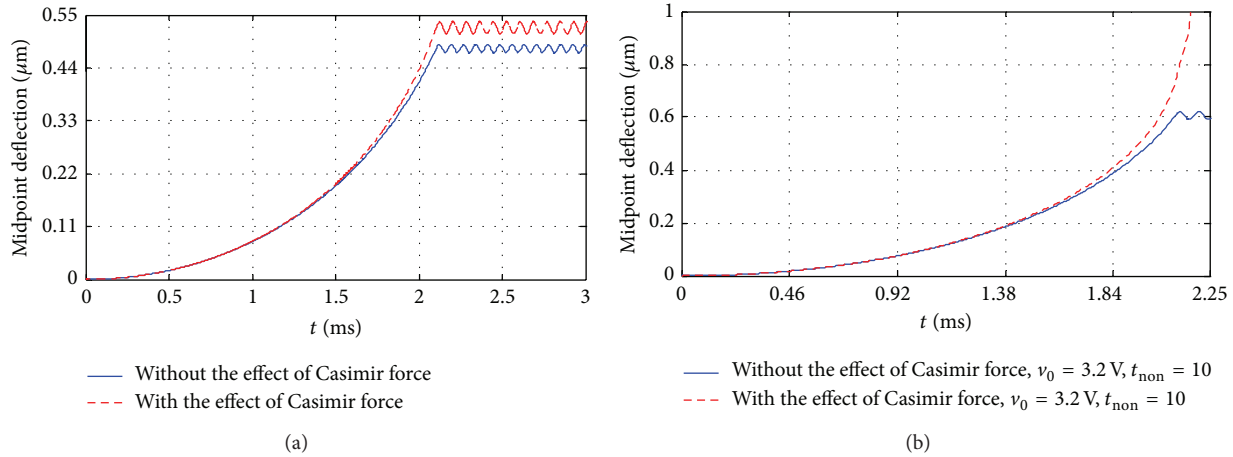 0.55
0.44
0.33
0.22
0.11
0
Midpoint deflection (μm)
0 0.5 1 1.5 2 2.5 3
t (ms)
Without the effect of Casimir force
With the effect of Casimir force
(a)
1
0.8
0.6
0.4
0.2
0
Midpoint deflection (μm)
0 0.46 0.92 1.38 1.84 2.25
t (ms)
Without the effect of Casimir force, ν₀ = 3.2 V, tₙₒₙ = 10
With the effect of Casimir force, ν₀ = 3.2 V, tₙₒₙ = 10
(b)